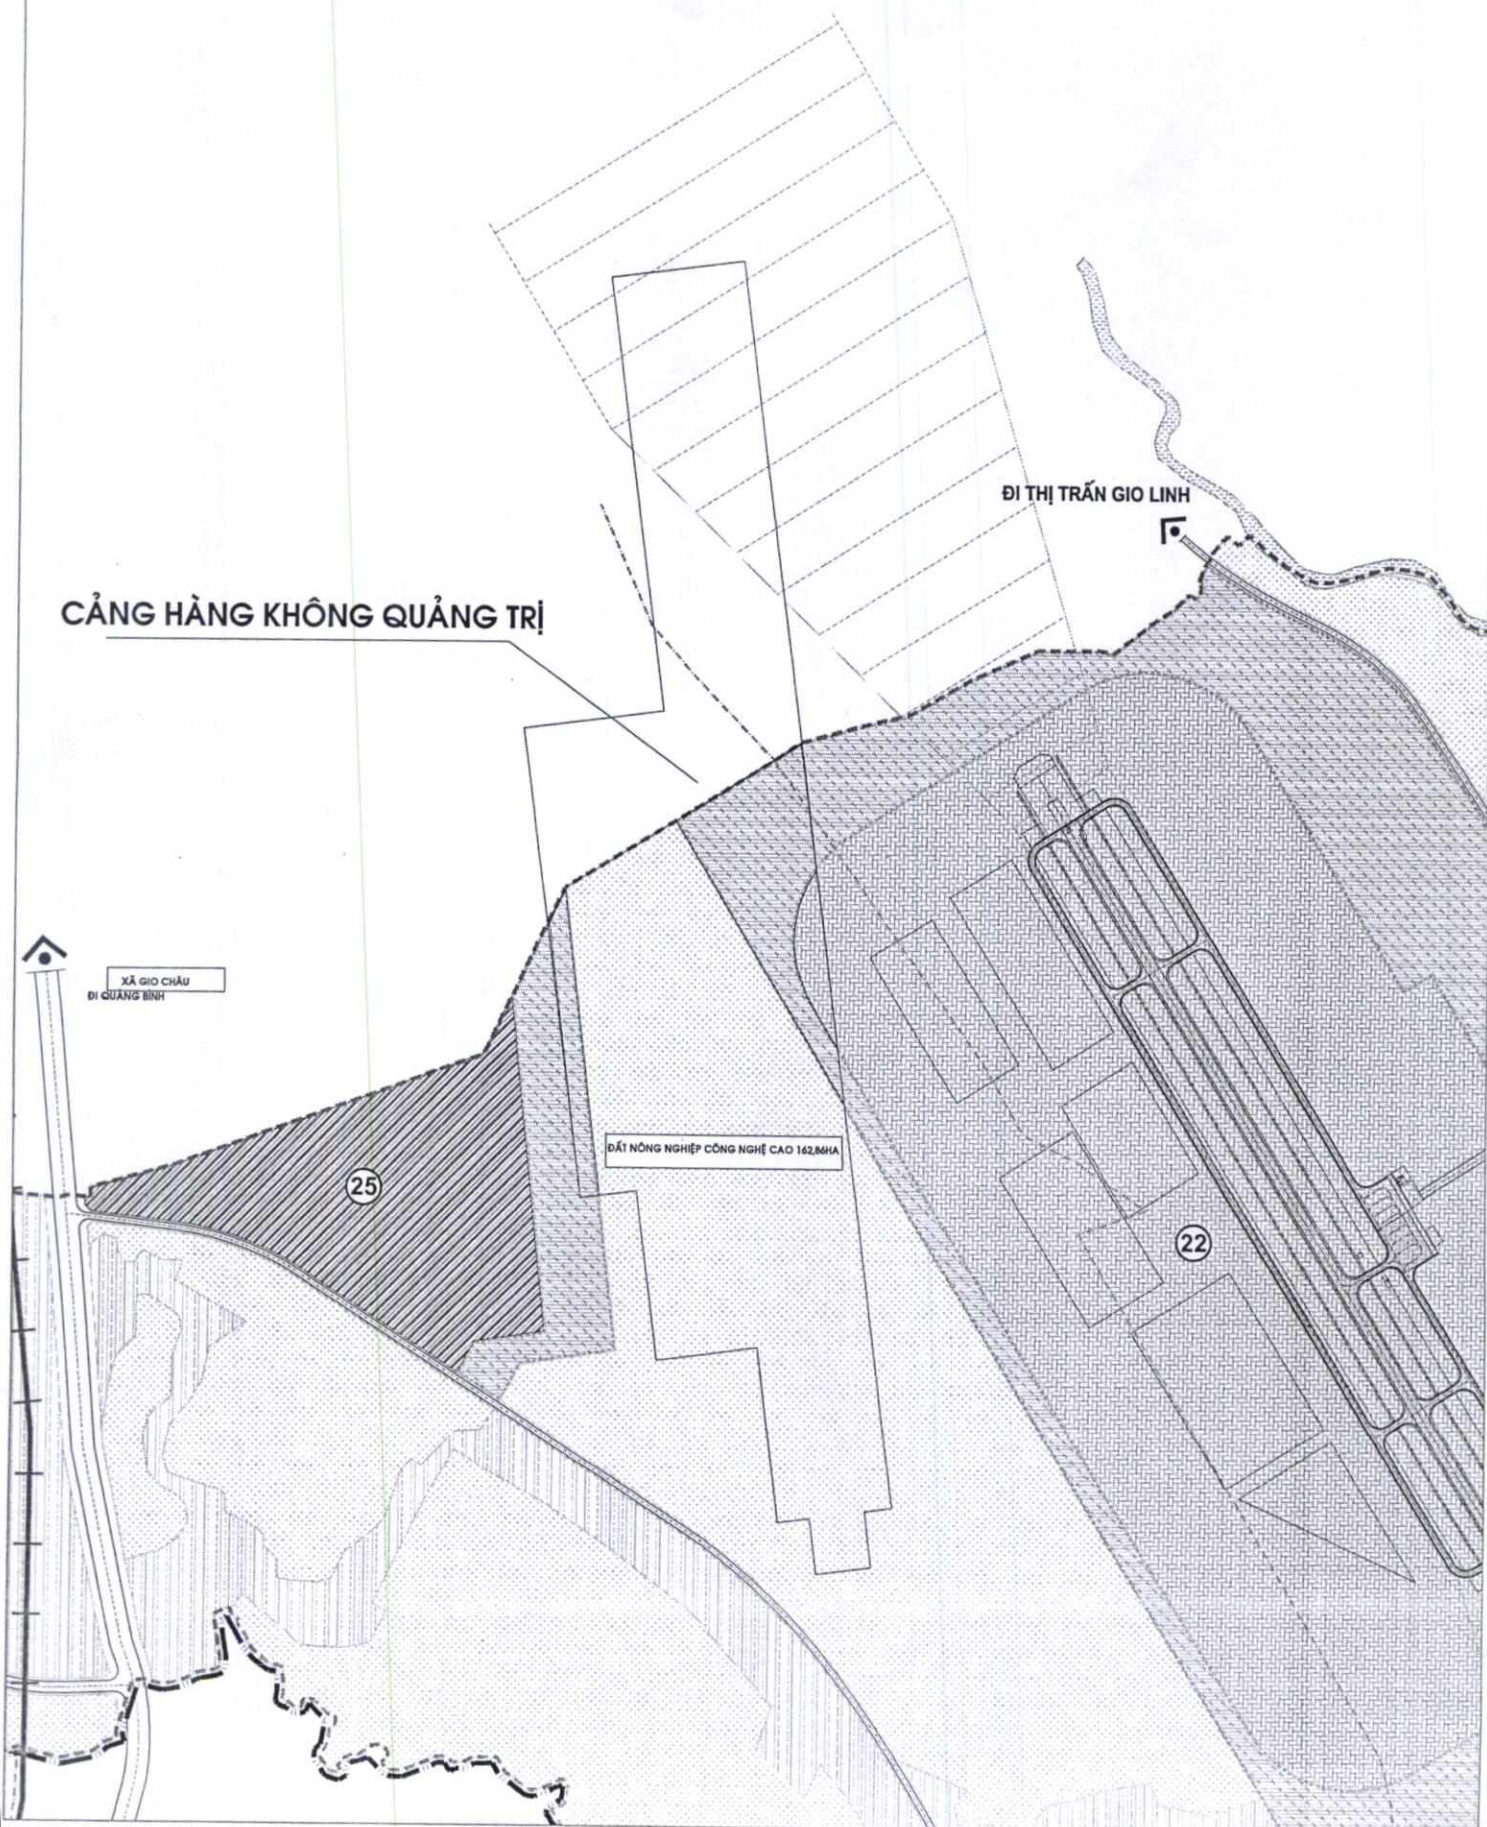 ĐI THỊ TRẤN GIO LINH
CẢNG HÀNG KHÔNG QUẢNG TRỊ
XÃ GIO CHÂU
ĐI QUẢNG BÌNH
ĐẤT NÔNG NGHIỆP CÔNG NGHỆ CAO 162,86HA
25
22